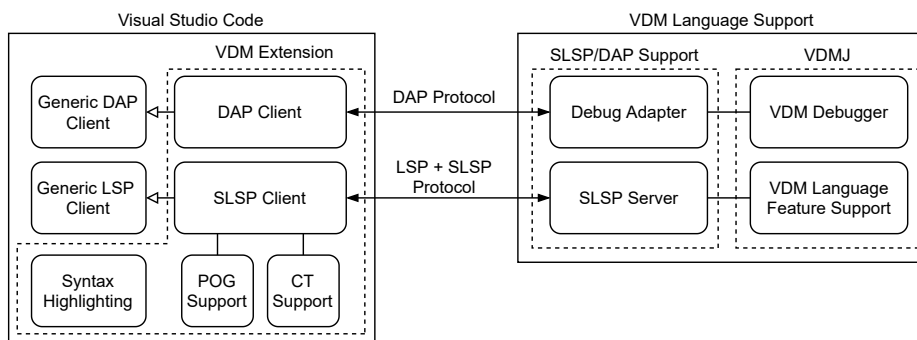 Visual Studio Code
VDM Language Support
VDM Extension
SLSP/DAP Support
VDMJ
Generic DAP
Client
DAP Client
DAP Protocol
Debug Adapter
VDM Debugger
Generic LSP
Client
SLSP Client
LSP + SLSP
Protocol
SLSP Server
VDM Language
Feature Support
Syntax
Highlighting
POG
Support
CT
Support